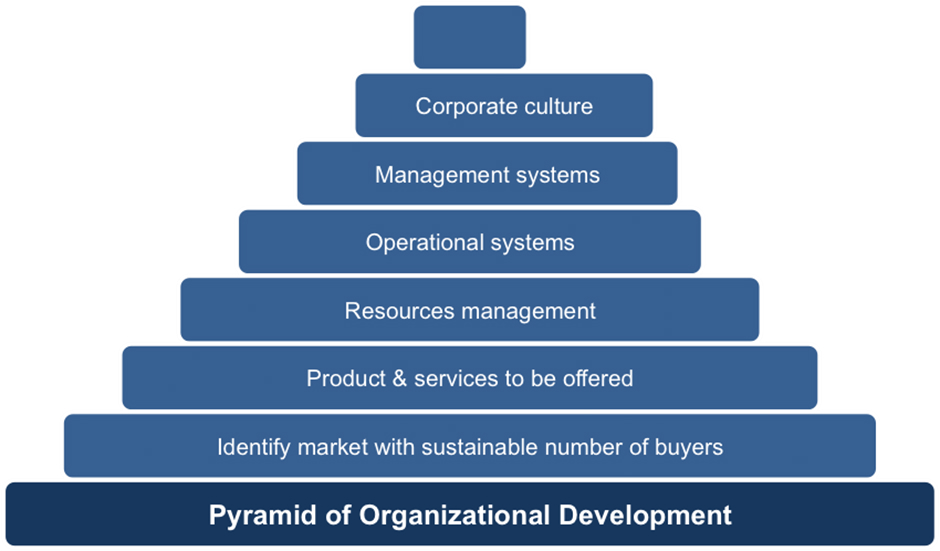 Corporate culture
Management systems
Operational systems
Resources management
Product & services to be offered
Identify market with sustainable number of buyers
Pyramid of Organizational Development